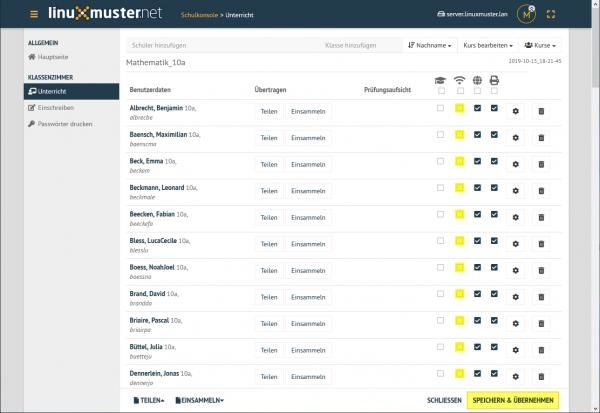 linuxmuster.net
Schulkonsole > Unterricht
server.linuxmuster.lan
M
ALLGEMEIN
Hauptseite
KLASSENZIMMER
Unterricht
Einschreiben
Passwörter drucken
Schüler hinzufügen
Klasse hinzufügen
Nachname
Kurs bearbeiten
Kurse
Mathematik_10a
2019-10-13_18-21-45
Benutzerdaten Übertragen Prüfungsaufsicht
Albrecht, Benjamin 10a, Teilen Einsammeln
albrecbe
Baensch, Maximilian 10a, Teilen Einsammeln
baenscma
Beck, Emma 10a, Teilen Einsammeln
beckem
Beckmann, Leonard 10a, Teilen Einsammeln
beckmale
Beecken, Fabian 10a, Teilen Einsammeln
beeckefa
Bless, LucaCecile 10a, Teilen Einsammeln
blesslu
Boess, NoahJoel 10a, Teilen Einsammeln
boessno
Brand, David 10a, Teilen Einsammeln
brandda
Briaire, Pascal 10a, Teilen Einsammeln
briairpa
Büttel, Julia 10a, Teilen Einsammeln
buetteju
Dennerlein, Jonas 10a, Teilen Einsammeln
dennerjo
TEILEN
EINSAMMELN
SCHLIESSEN
SPEICHERN & ÜBERNEHMEN